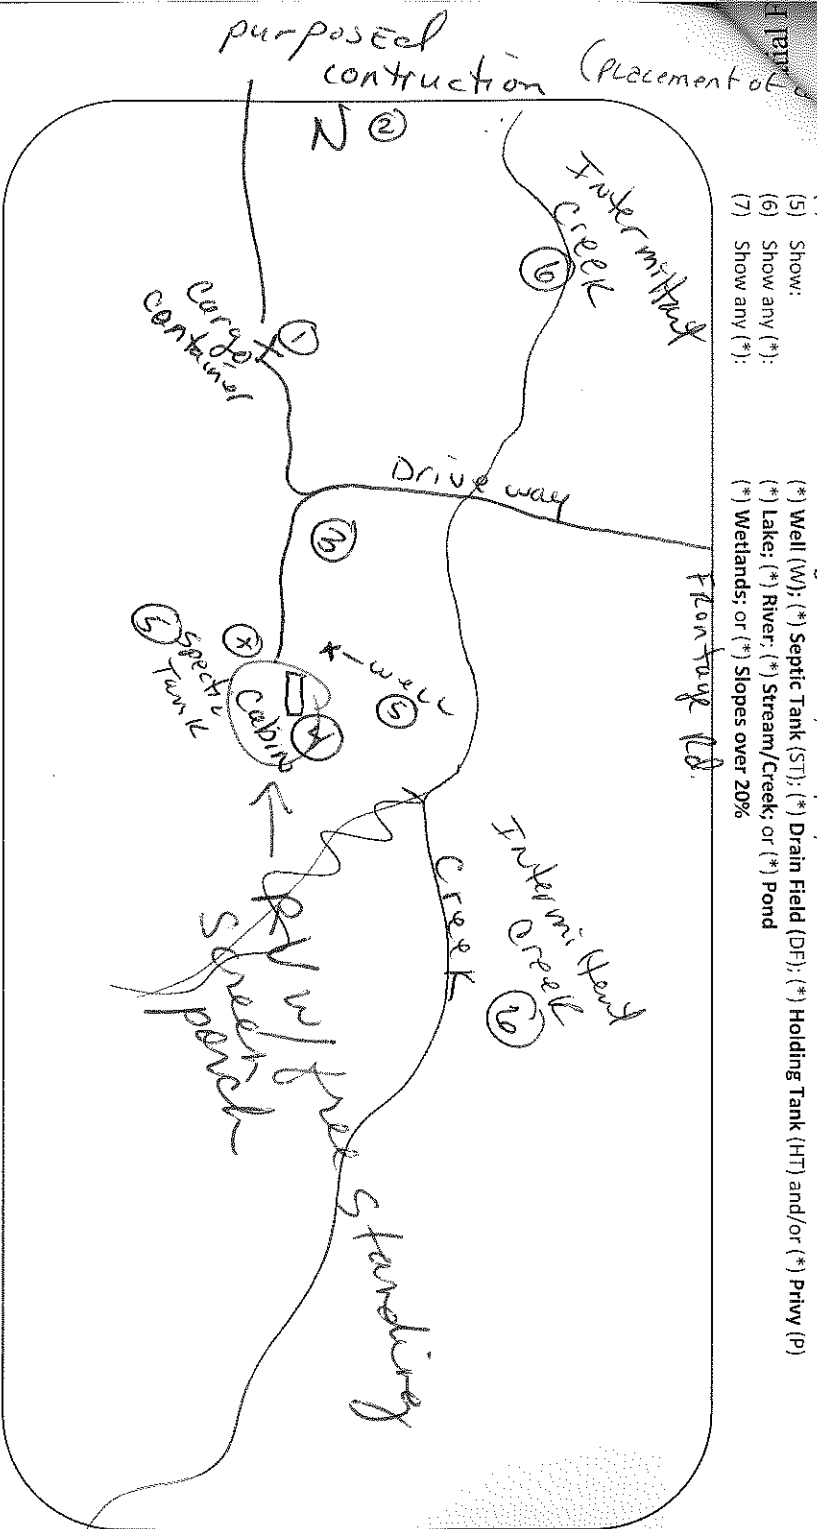 purposed
contruction (Placement of
N ②
Intermittant
Creek
⑥
(5) Show:
(6) Show any (*):
(7) Show any (*):
(*) Well (W); (*) Septic Tank (ST); (*) Drain Field (DF); (*) Holding Tank (HT) and/or (*) Privy (P)
(*) Lake; (*) River; (*) Stream/Creek; or (*) Pond
(*) Wetlands; or (*) Slopes over 20%
①
Cargo
container
X
Drive way
Frontage Rd.
③
*-well
⑤
⑤ Spectic
Tank
Ⓧ
Cabin
④
Creek
Intermittent
Creek
⑥
RV w/ free standing
Screen
porch